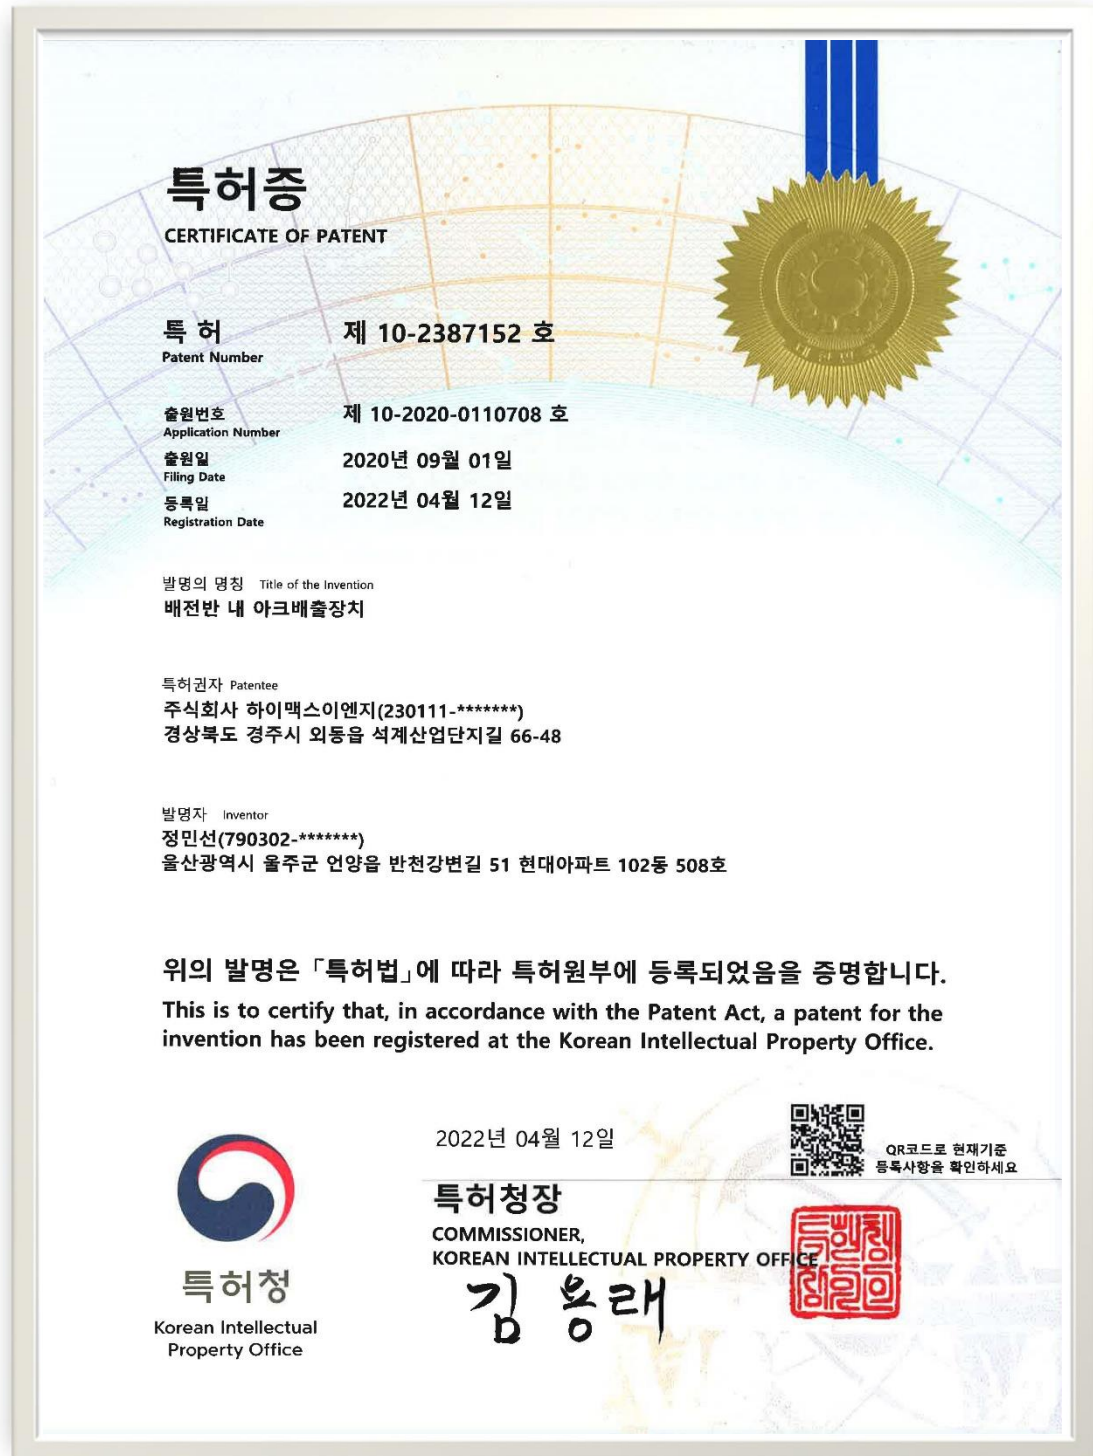 특허증
CERTIFICATE OF PATENT
특 허 제 10-2387152 호
Patent Number
출원번호 제 10-2020-0110708 호
Application Number
출원일 2020년 09월 01일
Filing Date
등록일 2022년 04월 12일
Registration Date
발명의 명칭 Title of the Invention
배전반 내 아크배출장치
특허권자 Patentee
주식회사 하이맥스이엔지(230111-*******)
경상북도 경주시 외동읍 석계산업단지길 66-48
발명자 Inventor
정민선(790302-*******)
울산광역시 울주군 언양읍 반천강변길 51 현대아파트 102동 508호
위의 발명은 「특허법」에 따라 특허원부에 등록되었음을 증명합니다.
This is to certify that, in accordance with the Patent Act, a patent for the
invention has been registered at the Korean Intellectual Property Office.
2022년 04월 12일
QR코드로 현재기준
등록사항을 확인하세요
특허청장
COMMISSIONER,
KOREAN INTELLECTUAL PROPERTY OFFICE
김용래
특허청
Korean Intellectual
Property Office